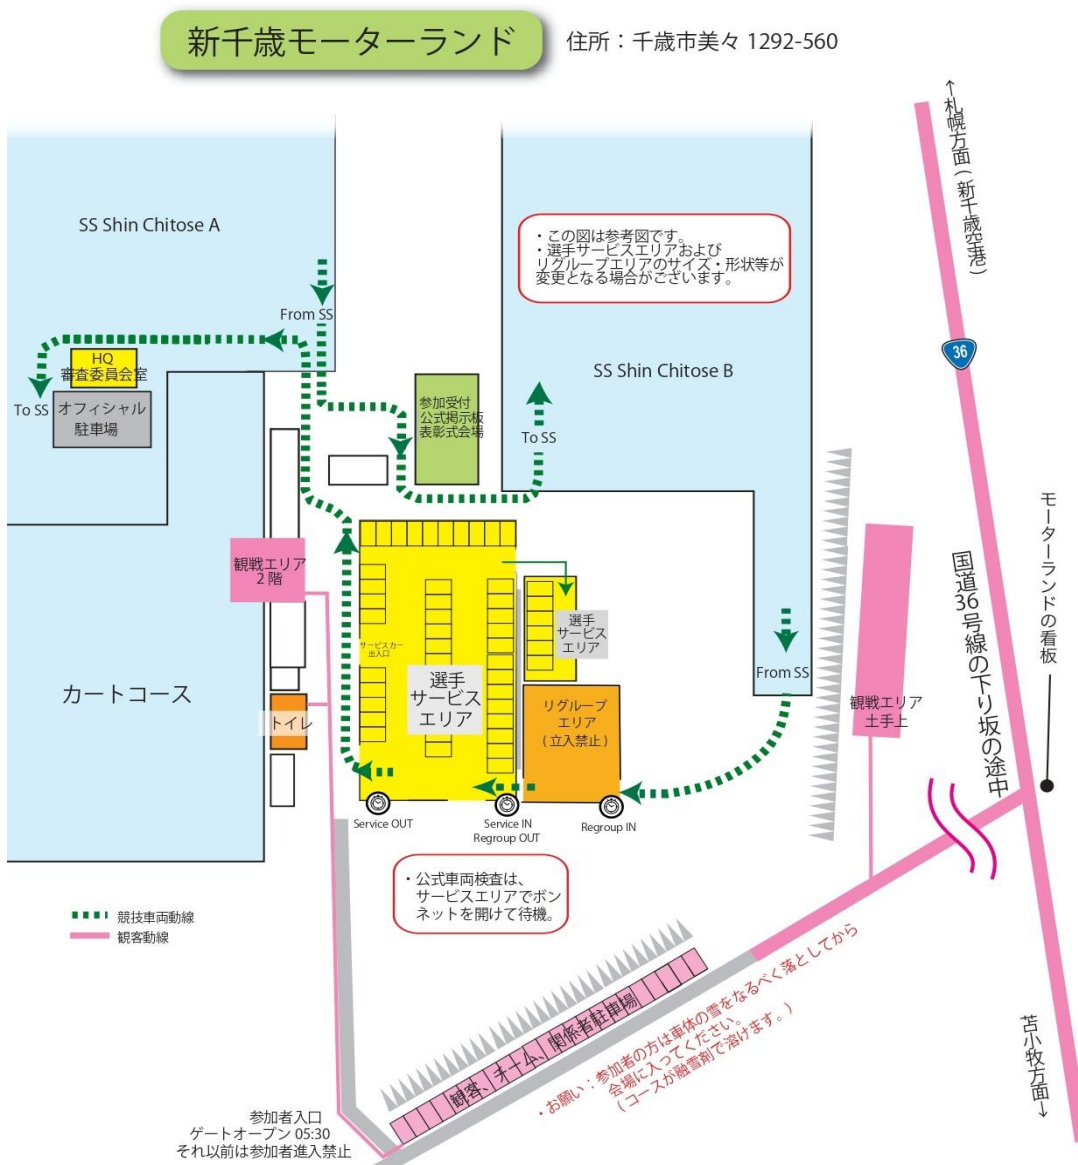 新千歳モーターランド
住所：千歳市美々 1292-560
←札幌方面 ( 新千歳空港 )
SS Shin Chitose A
・この図は参考図です。
・選手サービスエリアおよび
リグループエリアのサイズ・形状等が
変更となる場合がございます。
From SS
36
HQ
審査委員会室
To SS
オフィシャル
駐車場
SS Shin Chitose B
参加受付
公式掲示板
表彰式会場
To SS
モーターランドの看板
国道36号線の下り坂の途中
観戦エリア
2 階
選手
サービス
エリア
サービスカー
出入口
From SS
カートコース
選手
サービス
エリア
リグループ
エリア
( 立入禁止 )
観戦エリア
土手上
トイレ
Service OUT
Service IN
Regroup OUT
Regroup IN
・公式車両検査は、
サービスエリアでボン
ネットを開けて待機。
競技車両動線
観客動線
観客、チーム、関係者駐車場
・お願い：参加者の方は車体の雪をなるべく落としてから
会場に入ってください。
( コースが融雪剤で溶けます。)
苫小牧方面→
参加者入口
ゲートオープン 05:30
それ以前は参加者進入禁止